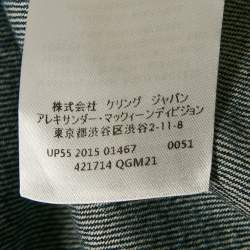 株式会社 ケリング ジャパン
アレキサンダー・マックイーンディビジョン
東京都渋谷区渋谷2-11-8
UP55 2015 01467 0051
421714 QGM21